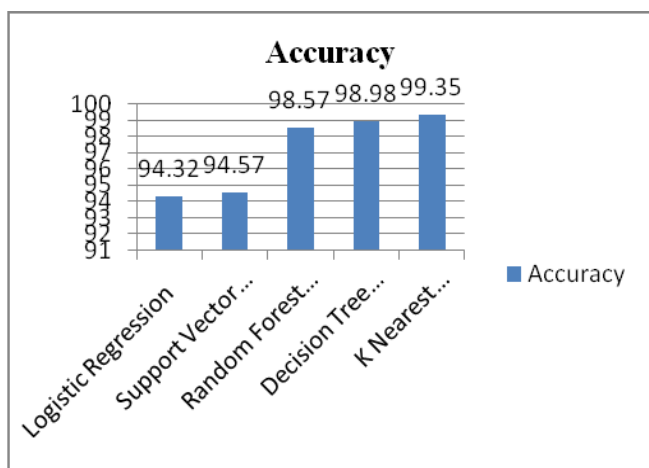 Accuracy
94.32
94.57
98.57
98.98
99.35
100
99
98
97
96
95
94
93
92
91
Logistic Regression
Support Vector...
Random Forest...
Decision Tree...
K Nearest...
Accuracy